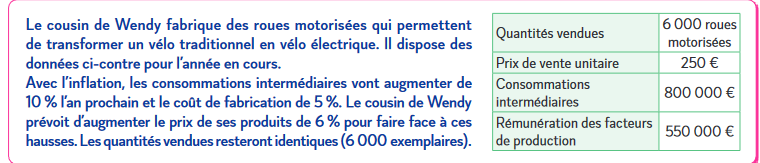 Le cousin de Wendy fabrique des roues motorisées qui permettent
de transformer un vélo traditionnel en vélo électrique. Il dispose des
données ci-contre pour l'année en cours.
Avec l'inflation, les consommations intermédiaires vont augmenter de
10 % l'an prochain et le coût de fabrication de 5 %. Le cousin de Wendy
prévoit d'augmenter le prix de ses produits de 6 % pour faire face à ces
hausses. Les quantités vendues resteront identiques (6 000 exemplaires).
Quantités vendues
6 000 roues
motorisées
Prix de vente unitaire
250 €
Consommations
intermédiaires
800 000 €
Rémunération des facteurs
de production
550 000 €